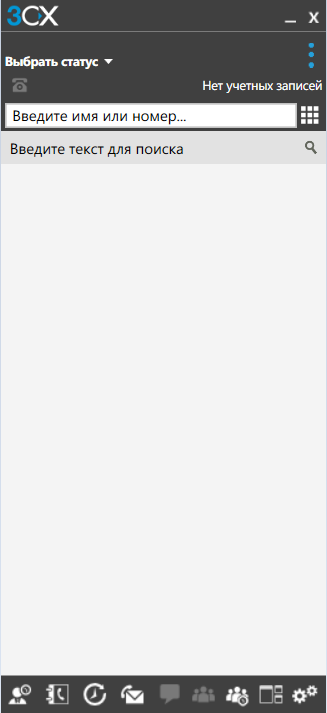 3CX
Выбрать статус
Нет учетных записей
Введите имя или номер...
Введите текст для поиска